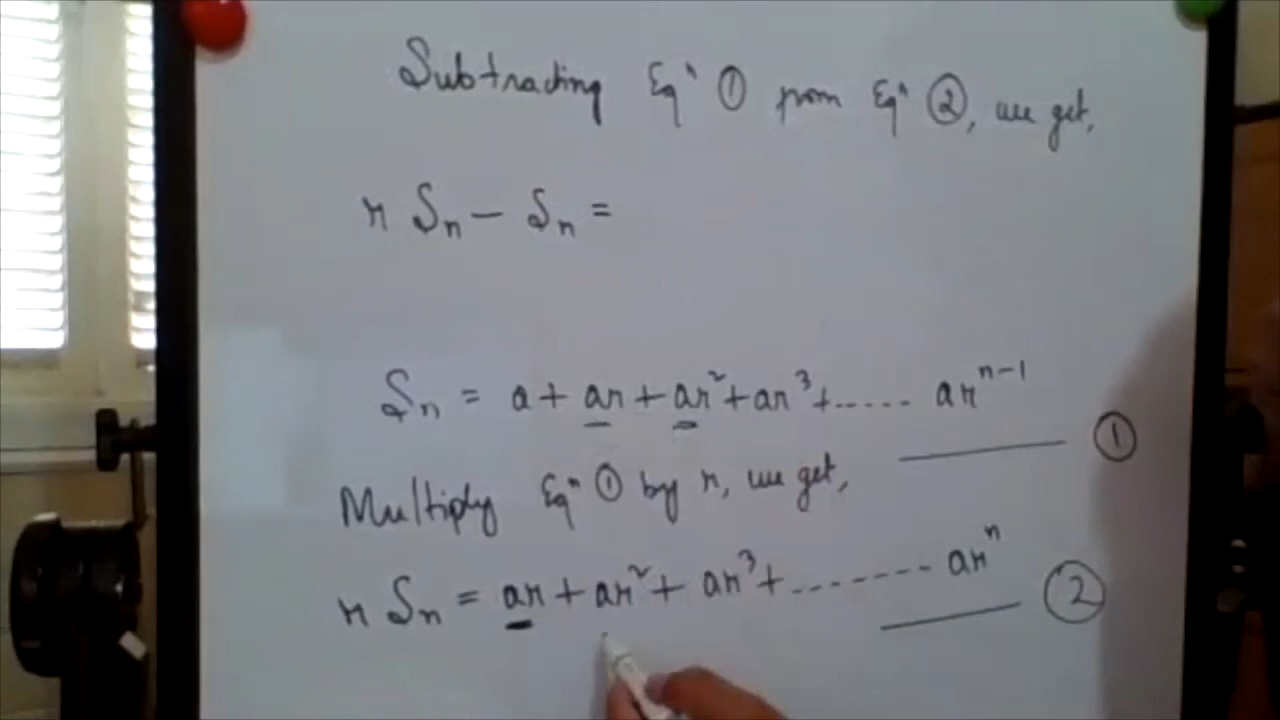 Subtracting Eqⁿ ① from Eqⁿ ②, we get,
r Sₙ – Sₙ =
Sₙ = a + ar + ar² + ar³ + ..... arⁿ⁻¹
①
Multiply Eqⁿ ① by r, we get,
r Sₙ = ar + ar² + ar³ + ....... arⁿ
②